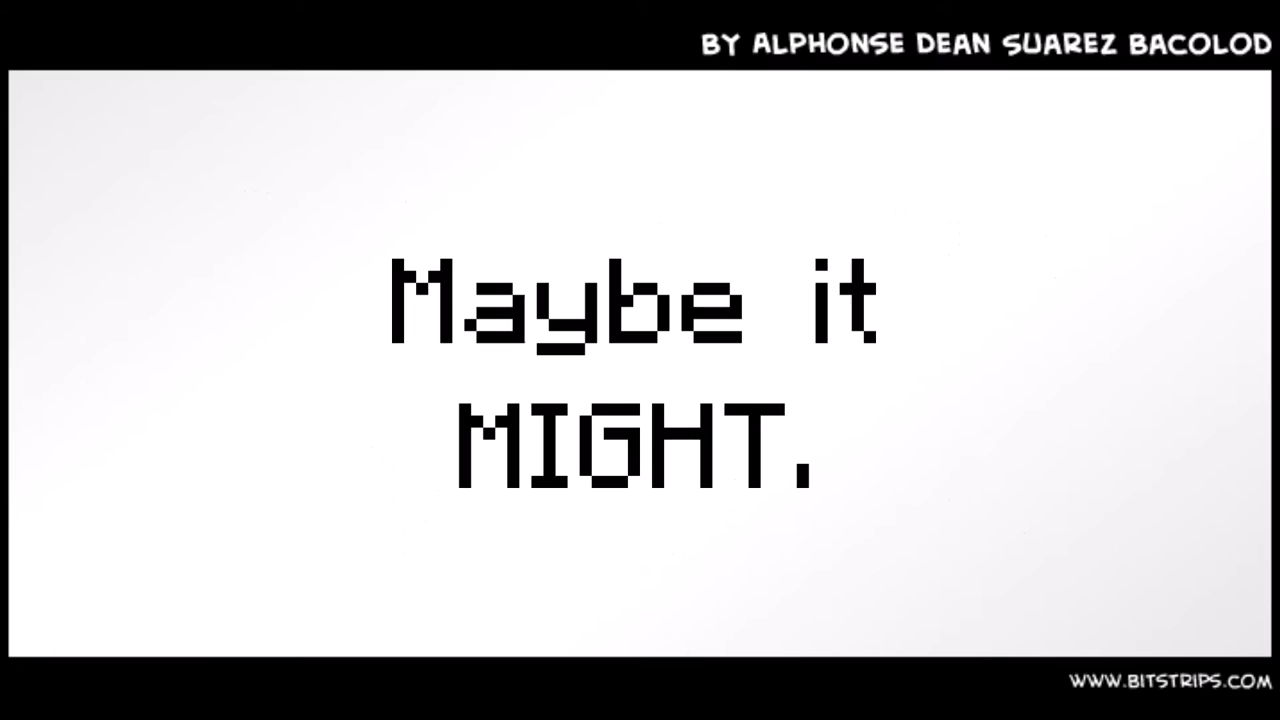 BY ALPHONSE DEAN SUAREZ BACOLOD
Maybe it
MIGHT.
WWW.BITSTRIPS.COM